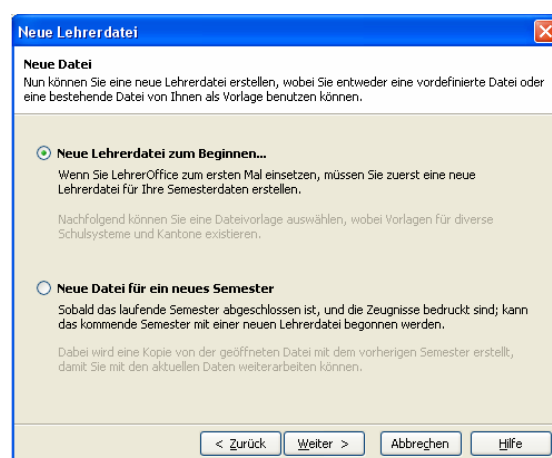 Neue Lehrerdatei
Neue Datei
Nun können Sie eine neue Lehrerdatei erstellen, wobei Sie entweder eine vordefinierte Datei oder
eine bestehende Datei von Ihnen als Vorlage benutzen können.
Neue Lehrerdatei zum Beginnen...
Wenn Sie LehrerOffice zum ersten Mal einsetzen, müssen Sie zuerst eine neue
Lehrerdatei für Ihre Semesterdaten erstellen.
Nachfolgend können Sie eine Dateivorlage auswählen, wobei Vorlagen für diverse
Schulsysteme und Kantone existieren.
Neue Datei für ein neues Semester
Sobald das laufende Semester abgeschlossen ist, und die Zeugnisse bedruckt sind; kann
das kommende Semester mit einer neuen Lehrerdatei begonnen werden.
Dabei wird eine Kopie von der geöffneten Datei mit dem vorherigen Semester erstellt,
damit Sie mit den aktuellen Daten weiterarbeiten können.
< Zurück Weiter > Abbrechen Hilfe